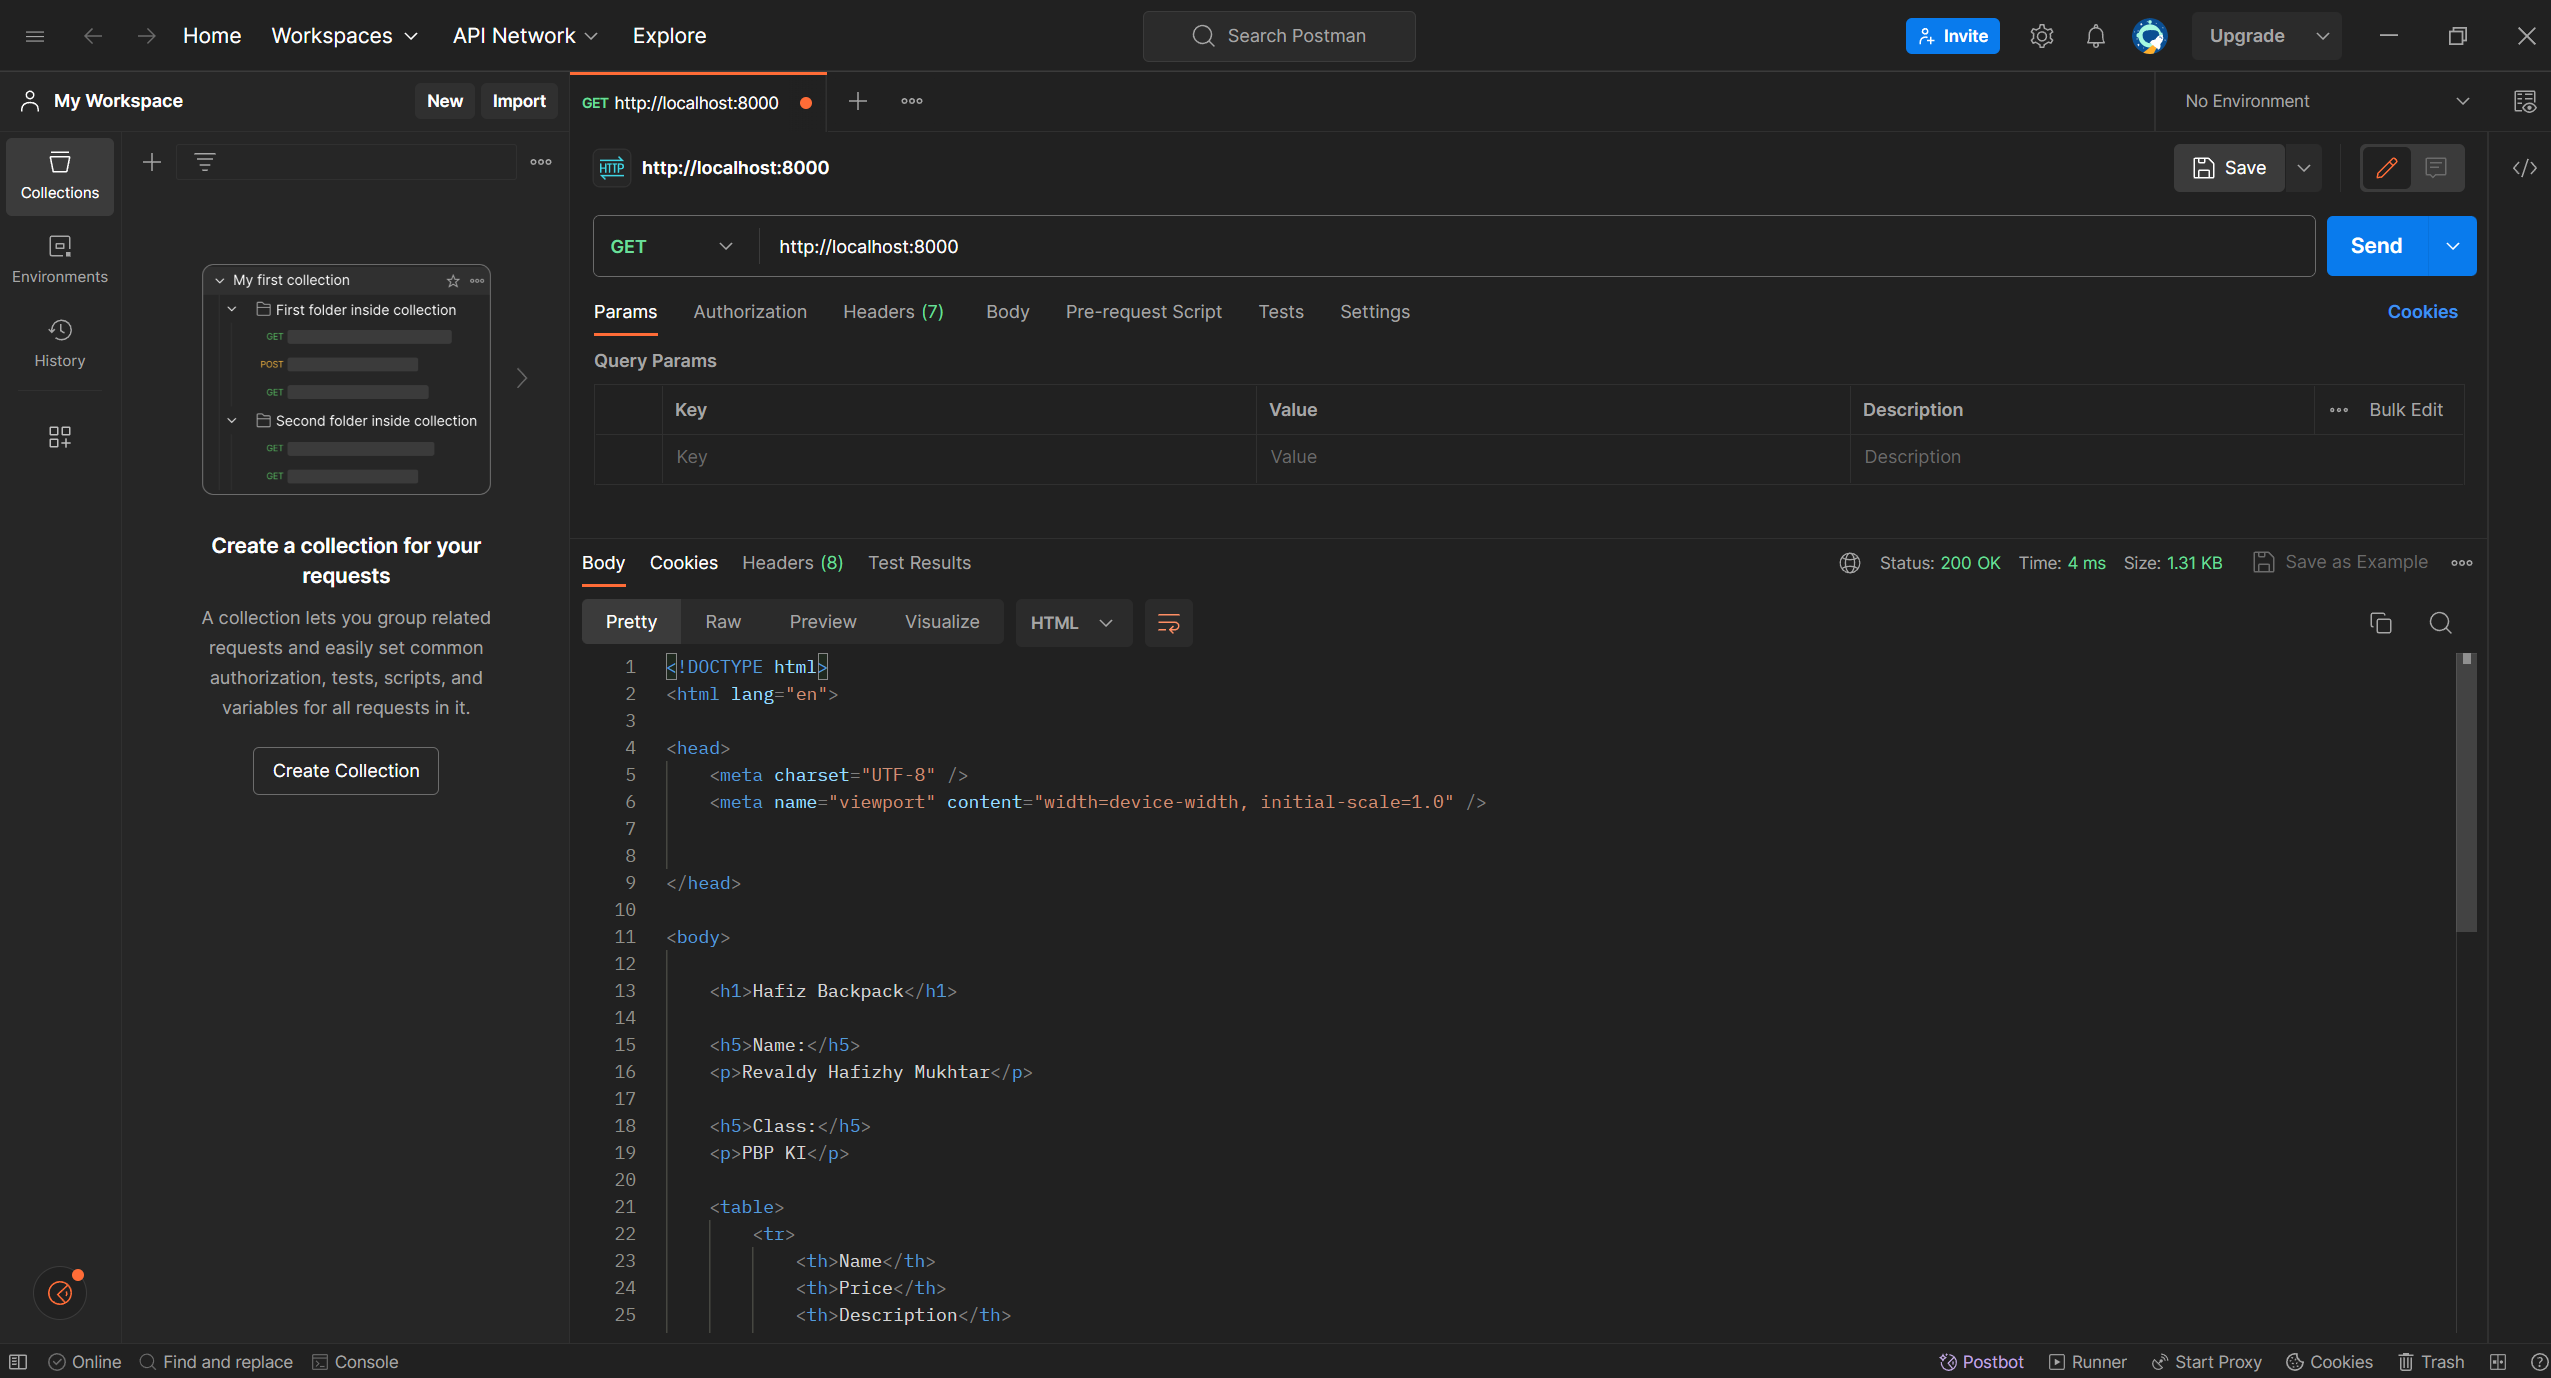 Home Workspaces API Network Explore Search Postman Invite Upgrade
My Workspace New Import GET http://localhost:8000 No Environment
Collections
Environments
History
My first collection
First folder inside collection
GET
POST
GET
Second folder inside collection
GET
GET
Create a collection for your
requests
A collection lets you group related
requests and easily set common
authorization, tests, scripts, and
variables for all requests in it.
Create Collection
HTTP http://localhost:8000 Save
GET http://localhost:8000 Send
Params Authorization Headers (7) Body Pre-request Script Tests Settings Cookies
Query Params
Key Value Description Bulk Edit
Key Value Description
Body Cookies Headers (8) Test Results Status: 200 OK Time: 4 ms Size: 1.31 KB Save as Example
Pretty Raw Preview Visualize HTML
1 <!DOCTYPE html>
2 <html lang="en">
3
4 <head>
5 <meta charset="UTF-8" />
6 <meta name="viewport" content="width=device-width, initial-scale=1.0" />
7
8
9 </head>
10
11 <body>
12
13 <h1>Hafiz Backpack</h1>
14
15 <h5>Name:</h5>
16 <p>Revaldy Hafizhy Mukhtar</p>
17
18 <h5>Class:</h5>
19 <p>PBP KI</p>
20
21 <table>
22 <tr>
23 <th>Name</th>
24 <th>Price</th>
25 <th>Description</th>
Online Find and replace Console Postbot Runner Start Proxy Cookies Trash